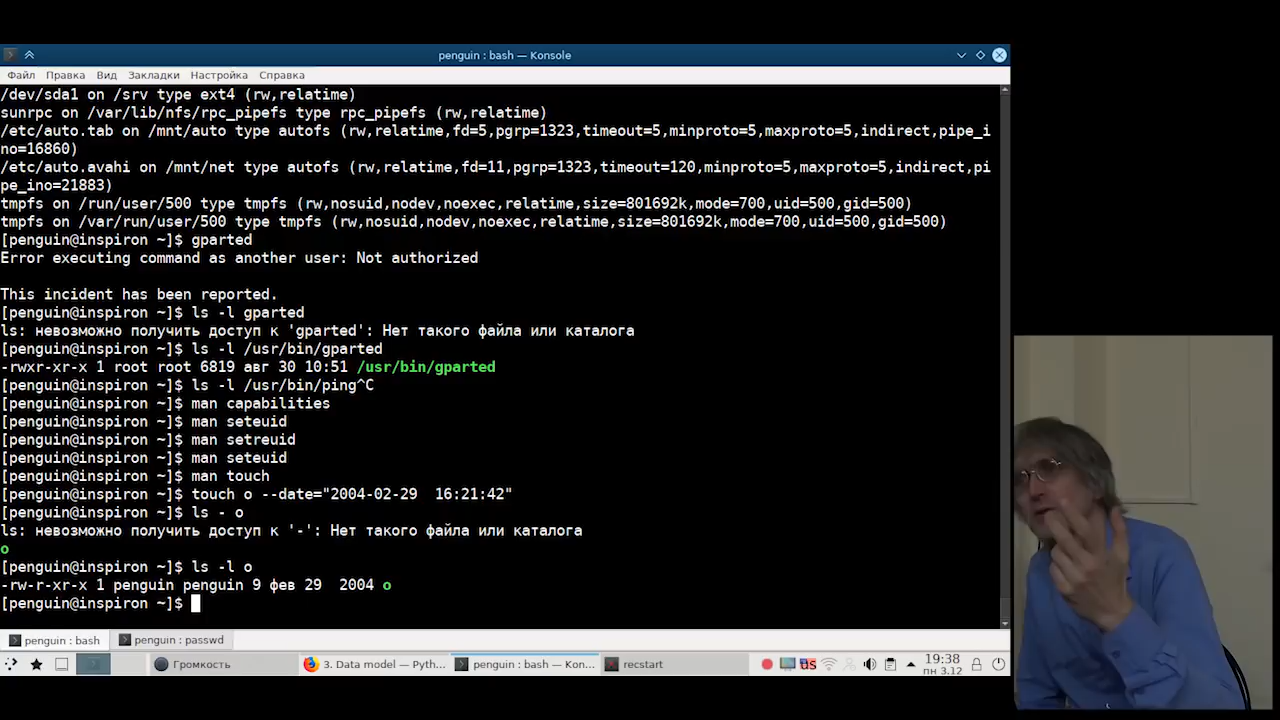 penguin : bash — Konsole
Файл Правка Вид Закладки Настройка Справка
/dev/sda1 on /srv type ext4 (rw,relatime)
sunrpc on /var/lib/nfs/rpc_pipefs type rpc_pipefs (rw,relatime)
/etc/auto.tab on /mnt/auto type autofs (rw,relatime,fd=5,pgrp=1323,timeout=5,minproto=5,maxproto=5,indirect,pipe_i
no=16860)
/etc/auto.avahi on /mnt/net type autofs (rw,relatime,fd=11,pgrp=1323,timeout=120,minproto=5,maxproto=5,indirect,pi
pe_ino=21883)
tmpfs on /run/user/500 type tmpfs (rw,nosuid,nodev,noexec,relatime,size=801692k,mode=700,uid=500,gid=500)
tmpfs on /var/run/user/500 type tmpfs (rw,nosuid,nodev,noexec,relatime,size=801692k,mode=700,uid=500,gid=500)
[penguin@inspiron ~]$ gparted
Error executing command as another user: Not authorized
This incident has been reported.
[penguin@inspiron ~]$ ls -l gparted
ls: невозможно получить доступ к 'gparted': Нет такого файла или каталога
[penguin@inspiron ~]$ ls -l /usr/bin/gparted
-rwxr-xr-x 1 root root 6819 авг 30 10:51 /usr/bin/gparted
[penguin@inspiron ~]$ ls -l /usr/bin/ping^C
[penguin@inspiron ~]$ man capabilities
[penguin@inspiron ~]$ man seteuid
[penguin@inspiron ~]$ man setreuid
[penguin@inspiron ~]$ man seteuid
[penguin@inspiron ~]$ man touch
[penguin@inspiron ~]$ touch o --date="2004-02-29  16:21:42"
[penguin@inspiron ~]$ ls - o
ls: невозможно получить доступ к '-': Нет такого файла или каталога
o
[penguin@inspiron ~]$ ls -l o
-rw-r-xr-x 1 penguin penguin 9 фев 29  2004 o
[penguin@inspiron ~]$
penguin : bash penguin : passwd
Громкость 3. Data model — Pyth... penguin : bash — Kon... recstart US 19:38
пн 3.12